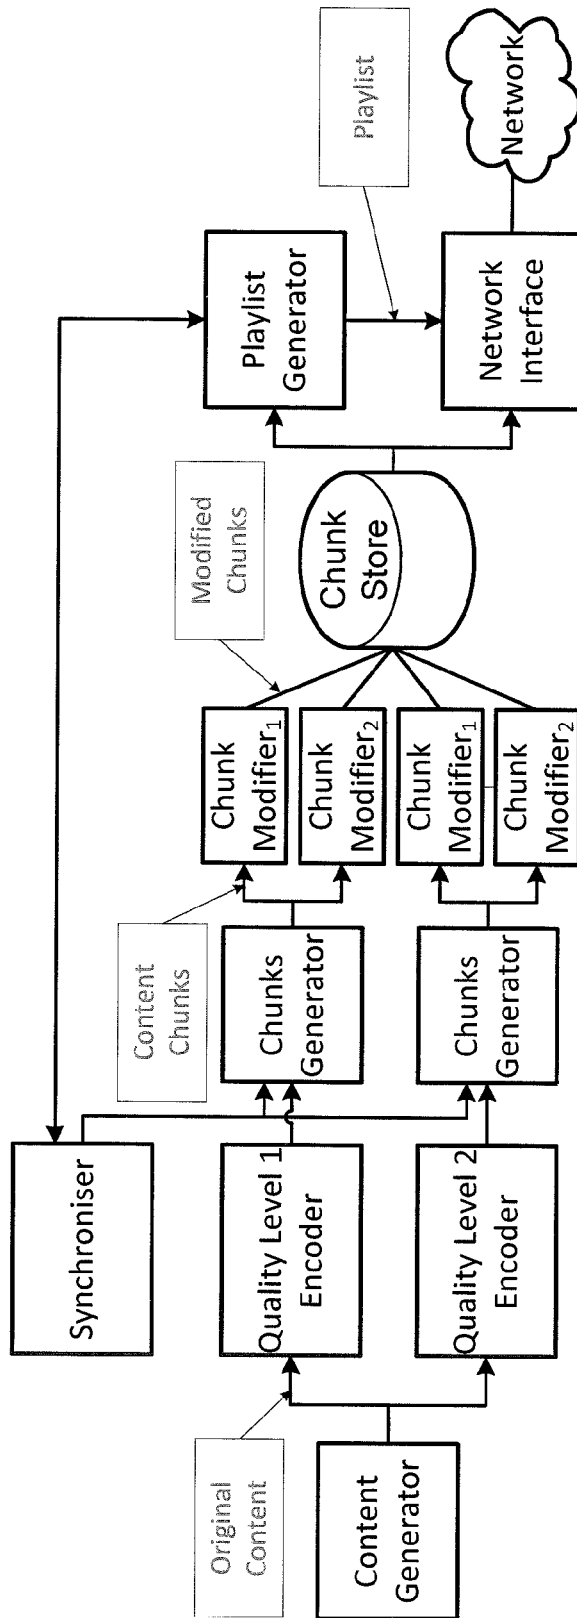 Synchroniser
Original
Content
Content
Generator
Quality Level 1
Encoder
Quality Level 2
Encoder
Content
Chunks
Chunks
Generator
Chunks
Generator
Chunk
Modifier1
Chunk
Modifier2
Chunk
Modifier1
Chunk
Modifier2
Modified
Chunks
Chunk
Store
Playlist
Generator
Playlist
Network
Interface
Network